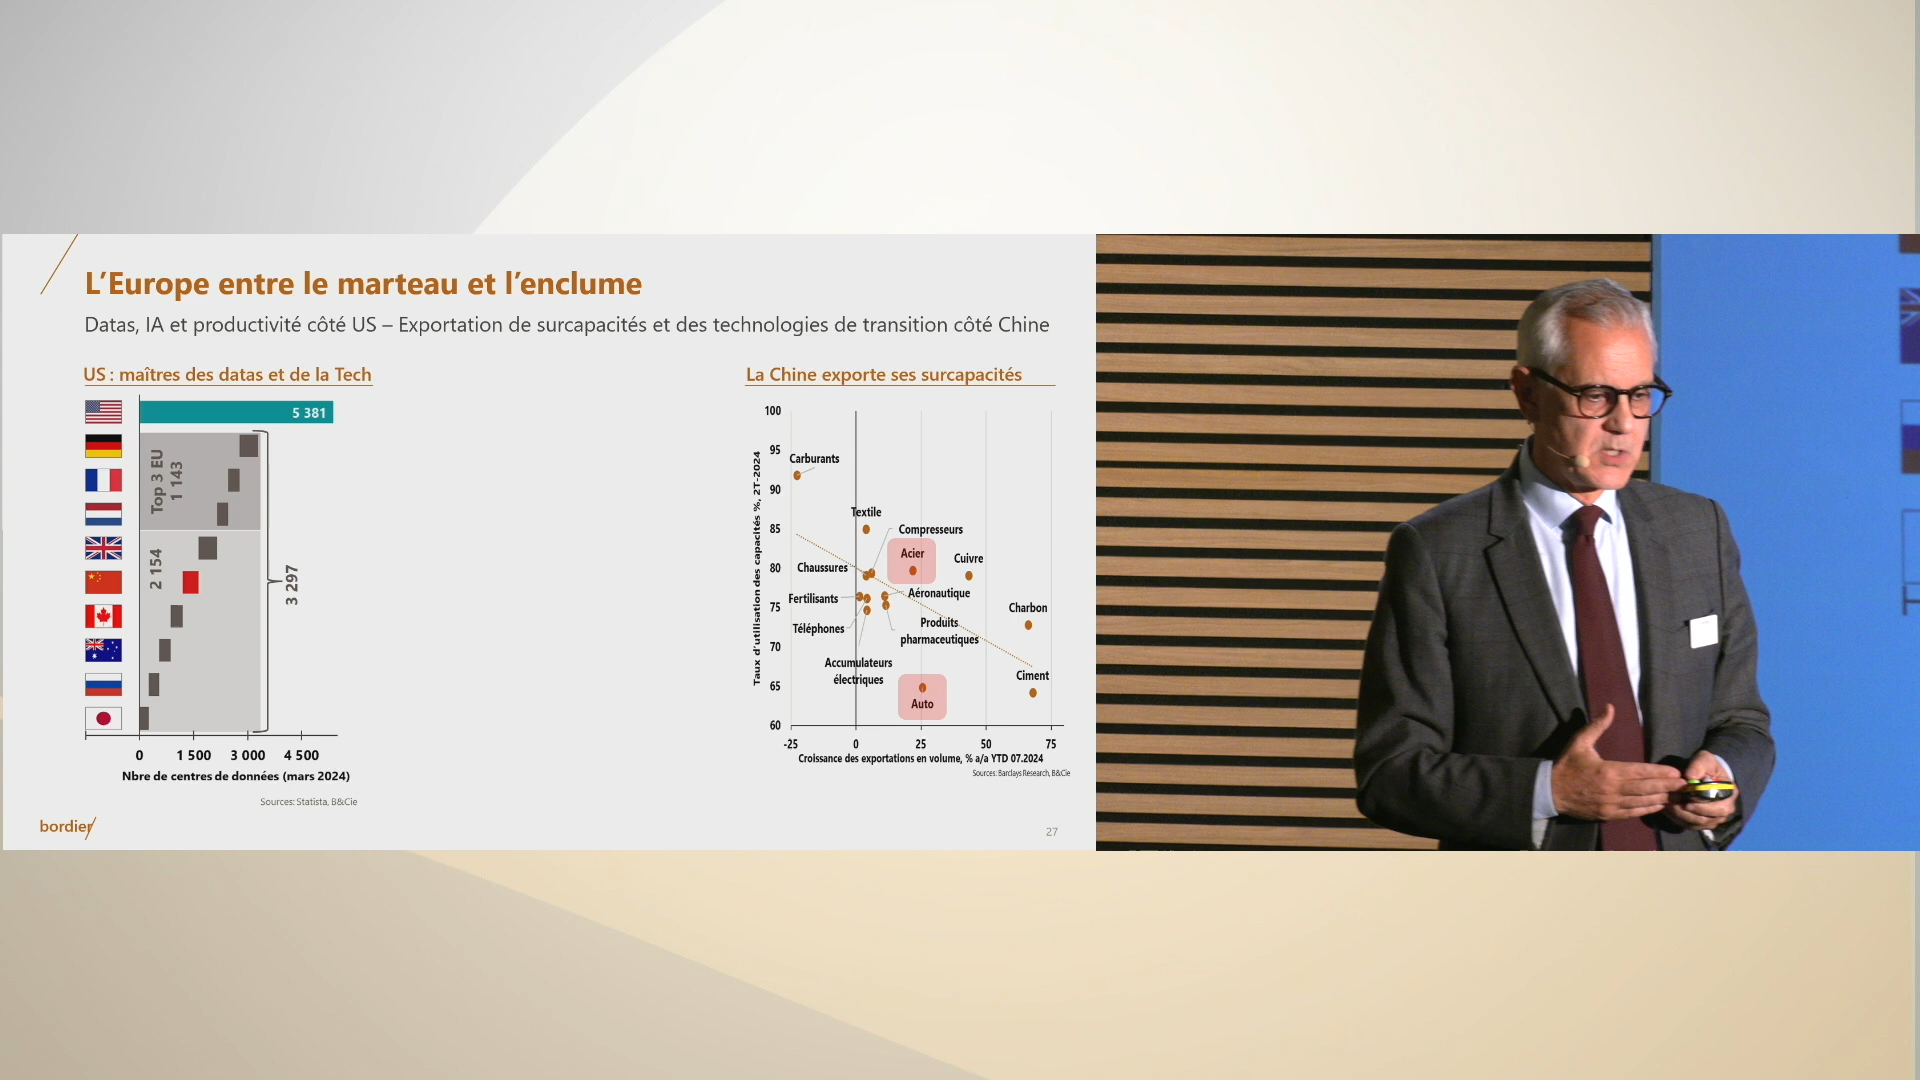 L'Europe entre le marteau et l'enclume
Datas, IA et productivité côté US – Exportation de surcapacités et des technologies de transition côté Chine
US : maîtres des datas et de la Tech
5 381
Top 3 EU
1 143
2 154
3 297
0 1 500 3 000 4 500
Nbre de centres de données (mars 2024)
Sources: Statista, B&Cie
La Chine exporte ses surcapacités
Taux d'utilisation des capacités %, 2T-2024
100
95
90
85
80
75
70
65
60
Carburants
Textile
Compresseurs
Acier
Cuivre
Chaussures
Fertilisants
Aéronautique
Charbon
Téléphones
Produits
pharmaceutiques
Accumulateurs
électriques
Ciment
Auto
-25 0 25 50 75
Croissance des exportations en volume, % a/a YTD 07.2024
Sources: Barclays Research, B&Cie
bordier
27